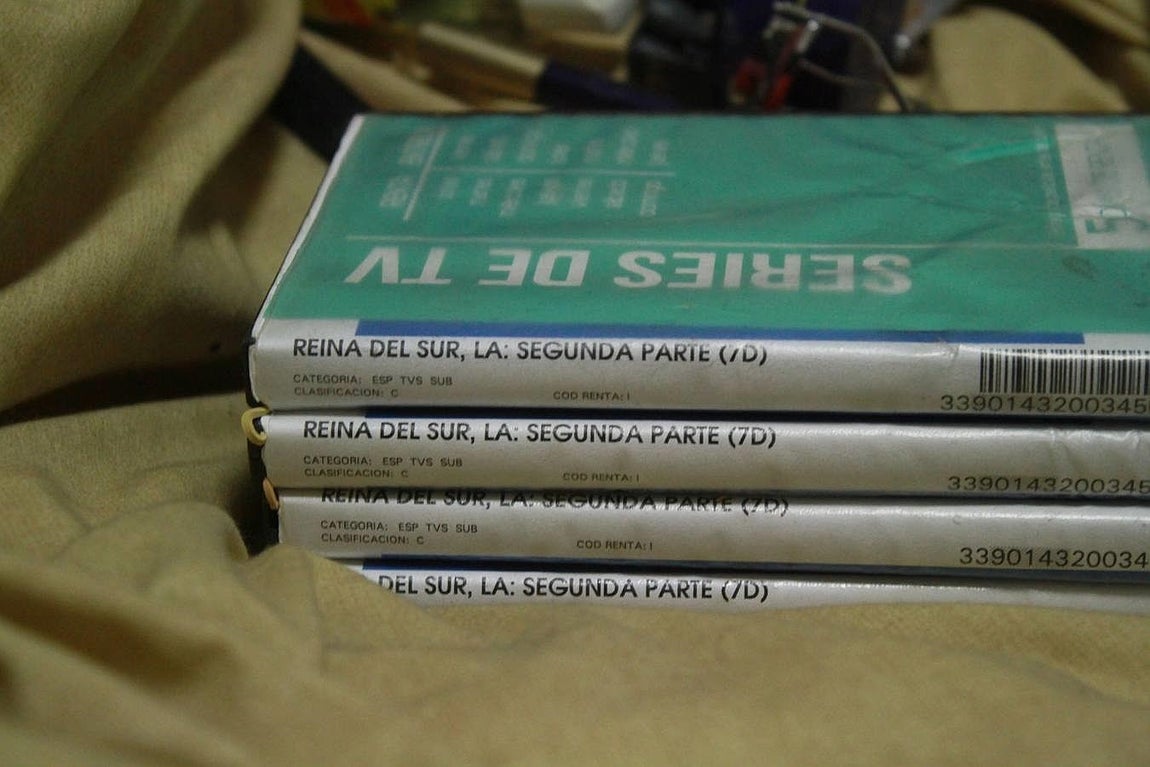 SERIES DE TV
REINA DEL SUR, LA: SEGUNDA PARTE (7D)
CATEGORIA: ESP TVS SUB
CLASIFICACION: C
COD RENTA: I
3390143200345
REINA DEL SUR, LA: SEGUNDA PARTE (7D)
CATEGORIA: ESP TVS SUB
CLASIFICACION: C
COD RENTA: I
3390143200345
REINA DEL SUR, LA: SEGUNDA PARTE (7D)
CATEGORIA: ESP TVS SUB
CLASIFICACION: C
COD RENTA: I
339014320034
DEL SUR, LA: SEGUNDA PARTE (7D)